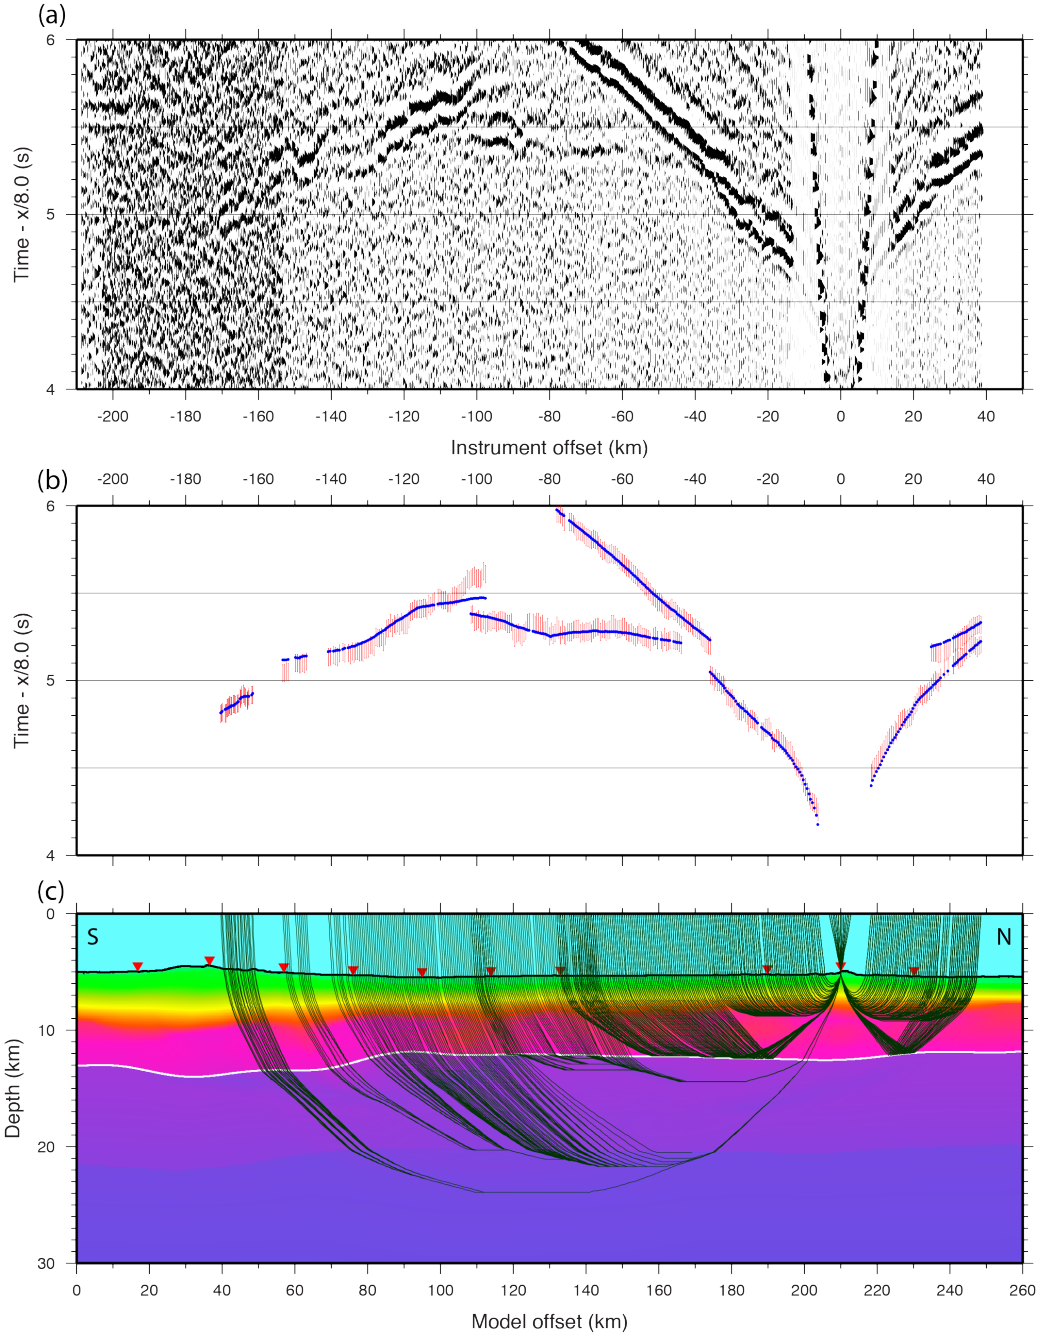 (a)
6
5
4
Time - x/8.0 (s)
-200 -180 -160 -140 -120 -100 -80 -60 -40 -20 0 20 40
Instrument offset (km)
(b)
-200 -180 -160 -140 -120 -100 -80 -60 -40 -20 0 20 40
6
5
4
Time - x/8.0 (s)
(c)
0
S N
10
20
30
Depth (km)
0 20 40 60 80 100 120 140 160 180 200 220 240 260
Model offset (km)